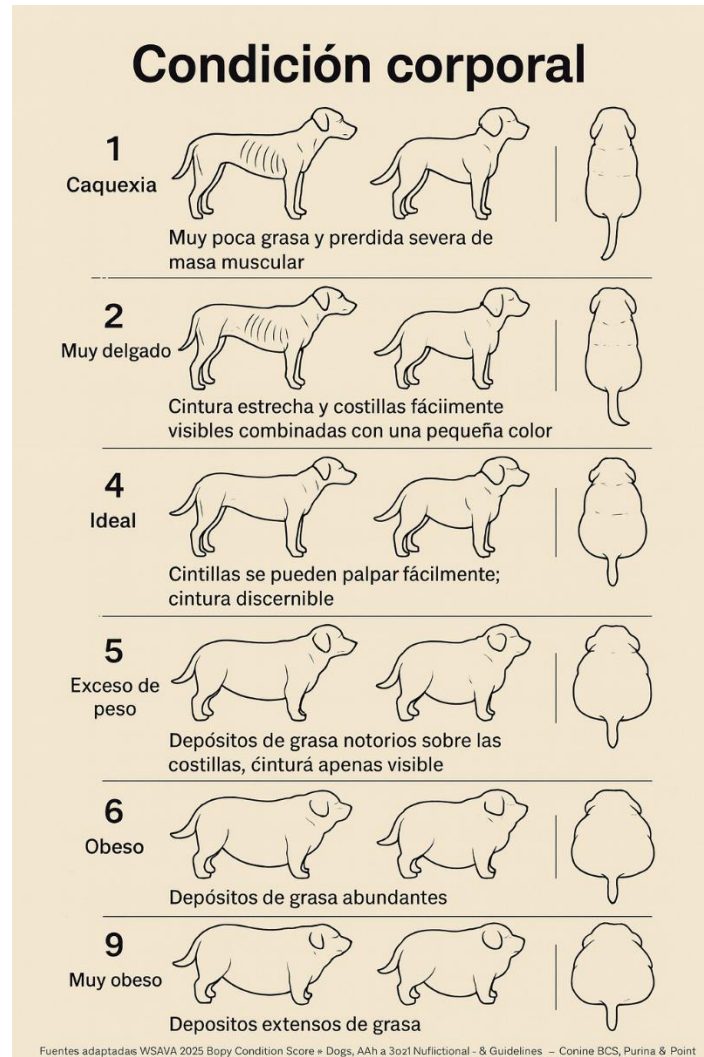 Condición corporal
1
Caquexia
Muy poca grasa y prerdida severa de
masa muscular
2
Muy delgado
Cintura estrecha y costillas fáciimente
visibles combinadas con una pequeña color
4
Ideal
Cintillas se pueden palpar fácilmente;
cintura discernible
5
Exceso de
peso
Depósitos de grasa notorios sobre las
costillas, ćinturá apenas visible
6
Obeso
Depósitos de grasa abundantes
9
Muy obeso
Depositos extensos de grasa
Fuentes adaptadas WSAVA 2025 Bopy Condition Score » Dogs, AAh a 3021 Nuflictional - & Guidelines – Conine BCS, Purina & Point